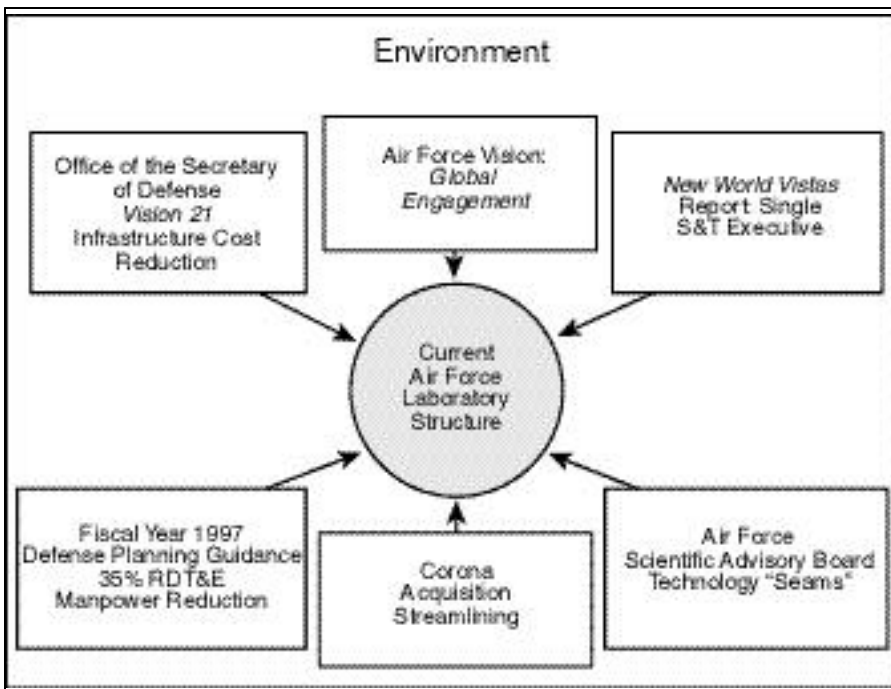 Environment
Office of the Secretary
of Defense
Vision 21
Infrastructure Cost
Reduction
Air Force Vision:
Global
Engagement
New World Vistas
Report: Single
S&T Executive
Current
Air Force
Laboratory
Structure
Fiscal Year 1997
Defense Planning Guidance
35% RDT&E
Manpower Reduction
Corona
Acquisition
Streamlining
Air Force
Scientific Advisory Board
Technology "Seams"